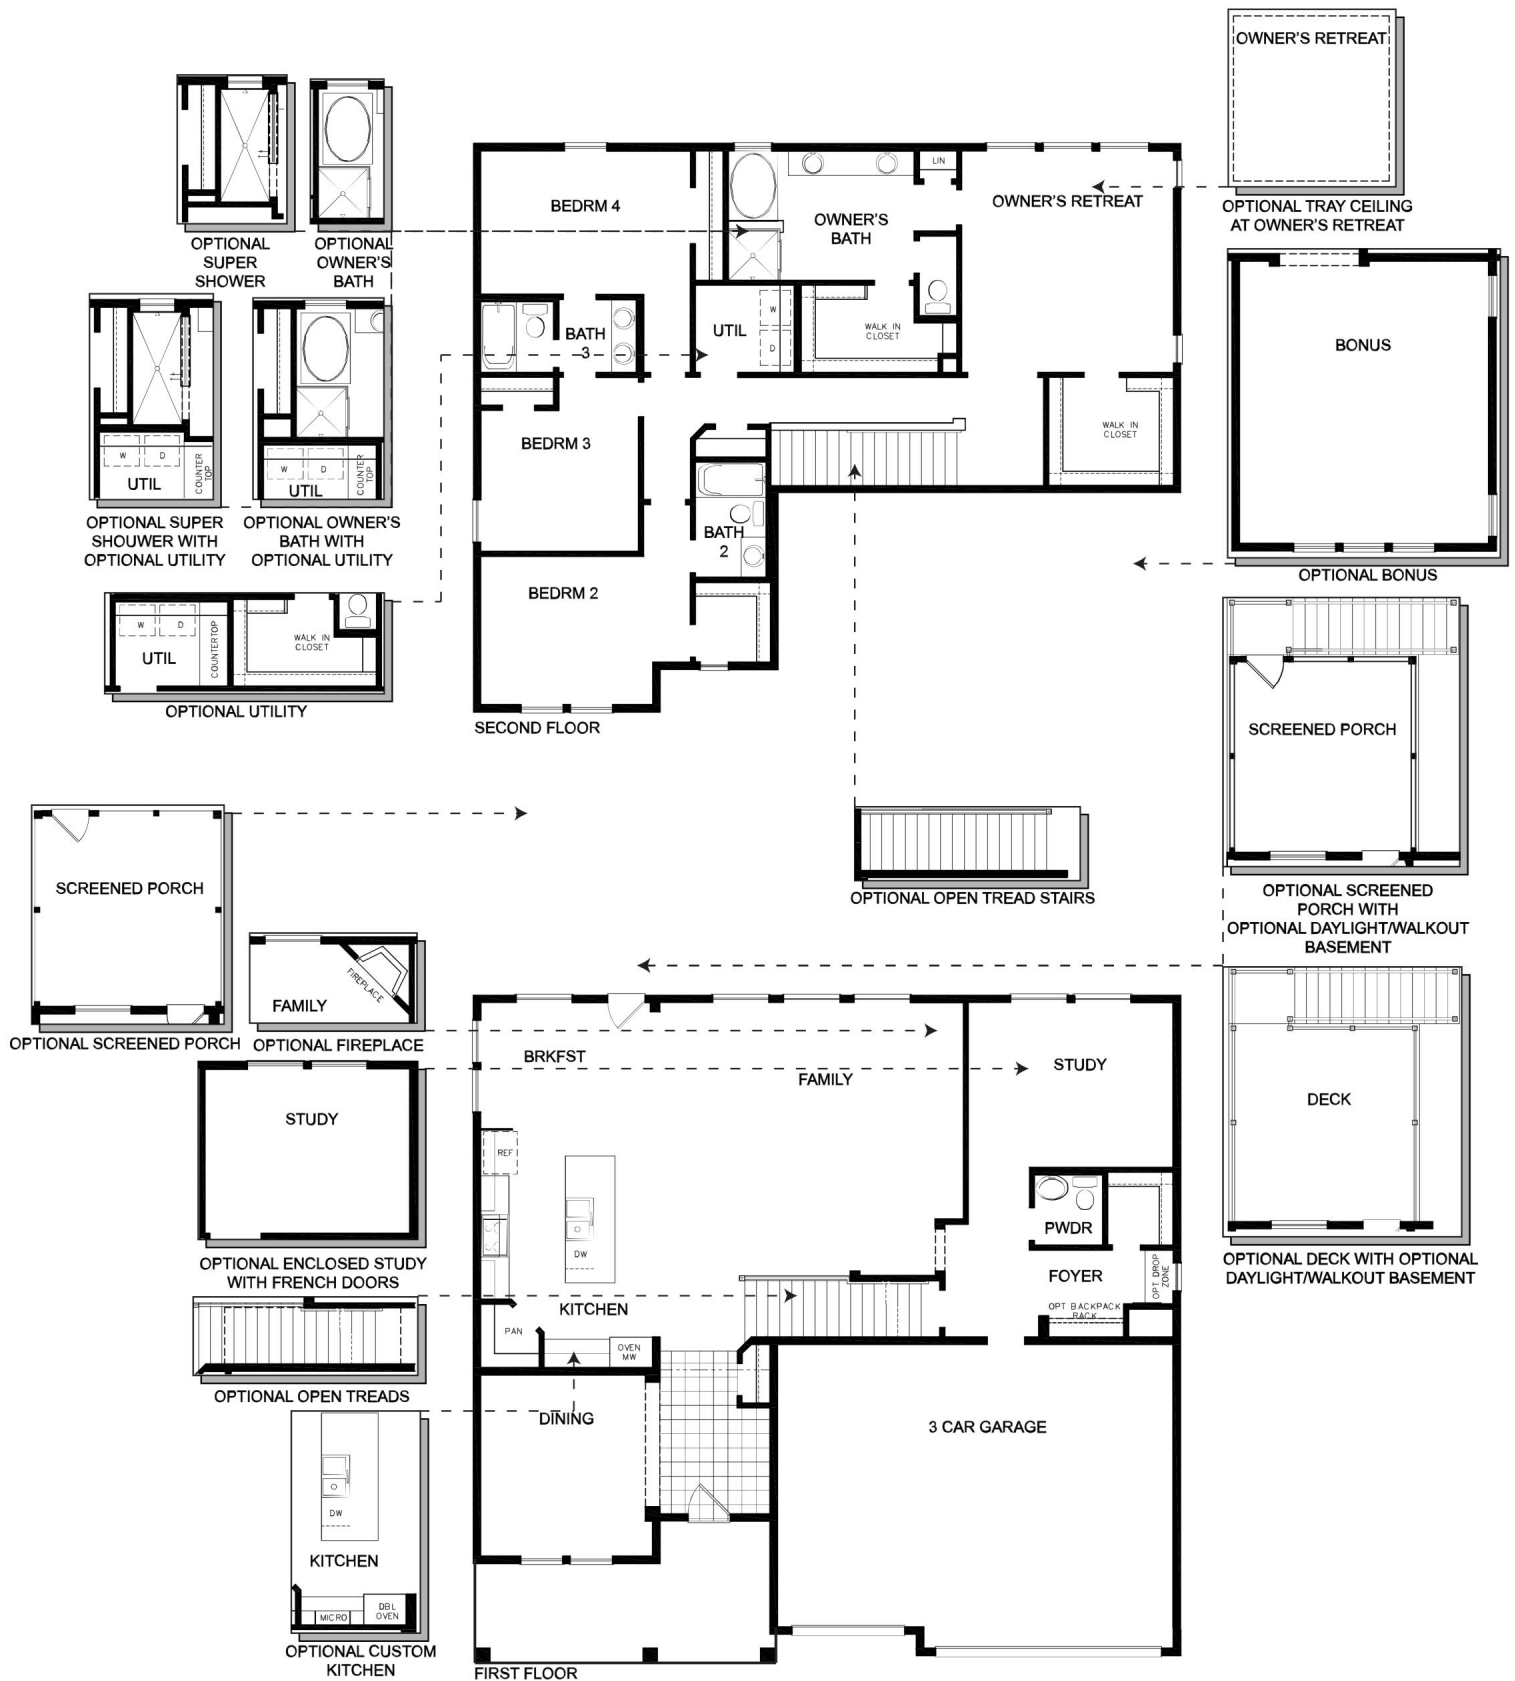 OWNER'S RETREAT
OPTIONAL TRAY CEILING
AT OWNER'S RETREAT
OPTIONAL
SUPER
SHOWER
OPTIONAL
OWNER'S
BATH
BEDRM 4
OWNER'S
BATH
LIN
OWNER'S RETREAT
BATH
3
UTIL
W
D
WALK IN
CLOSET
BONUS
OPTIONAL BONUS
W
D
UTIL
COUNTER
TOP
OPTIONAL SUPER
SHOUWER WITH
OPTIONAL UTILITY
W
D
UTIL
COUNTER
TOP
OPTIONAL OWNER'S
BATH WITH
OPTIONAL UTILITY
BEDRM 3
WALK IN
CLOSET
BATH
2
BEDRM 2
W
D
UTIL
COUNTERTOP
WALK IN
CLOSET
OPTIONAL UTILITY
SECOND FLOOR
SCREENED PORCH
OPTIONAL SCREENED
PORCH WITH
OPTIONAL DAYLIGHT/WALKOUT
BASEMENT
SCREENED PORCH
OPTIONAL SCREENED PORCH
OPTIONAL OPEN TREAD STAIRS
FIREPLACE
FAMILY
OPTIONAL FIREPLACE
STUDY
OPTIONAL ENCLOSED STUDY
WITH FRENCH DOORS
BRKFST
FAMILY
STUDY
DECK
OPTIONAL DECK WITH OPTIONAL
DAYLIGHT/WALKOUT BASEMENT
REF
DW
KITCHEN
PAN
OVEN
MW
PWDR
FOYER
OPT DROP
ZONE
OPT BACKPACK
RACK
OPTIONAL OPEN TREADS
DINING
3 CAR GARAGE
DW
KITCHEN
MICRO
DBL
OVEN
OPTIONAL CUSTOM
KITCHEN
FIRST FLOOR